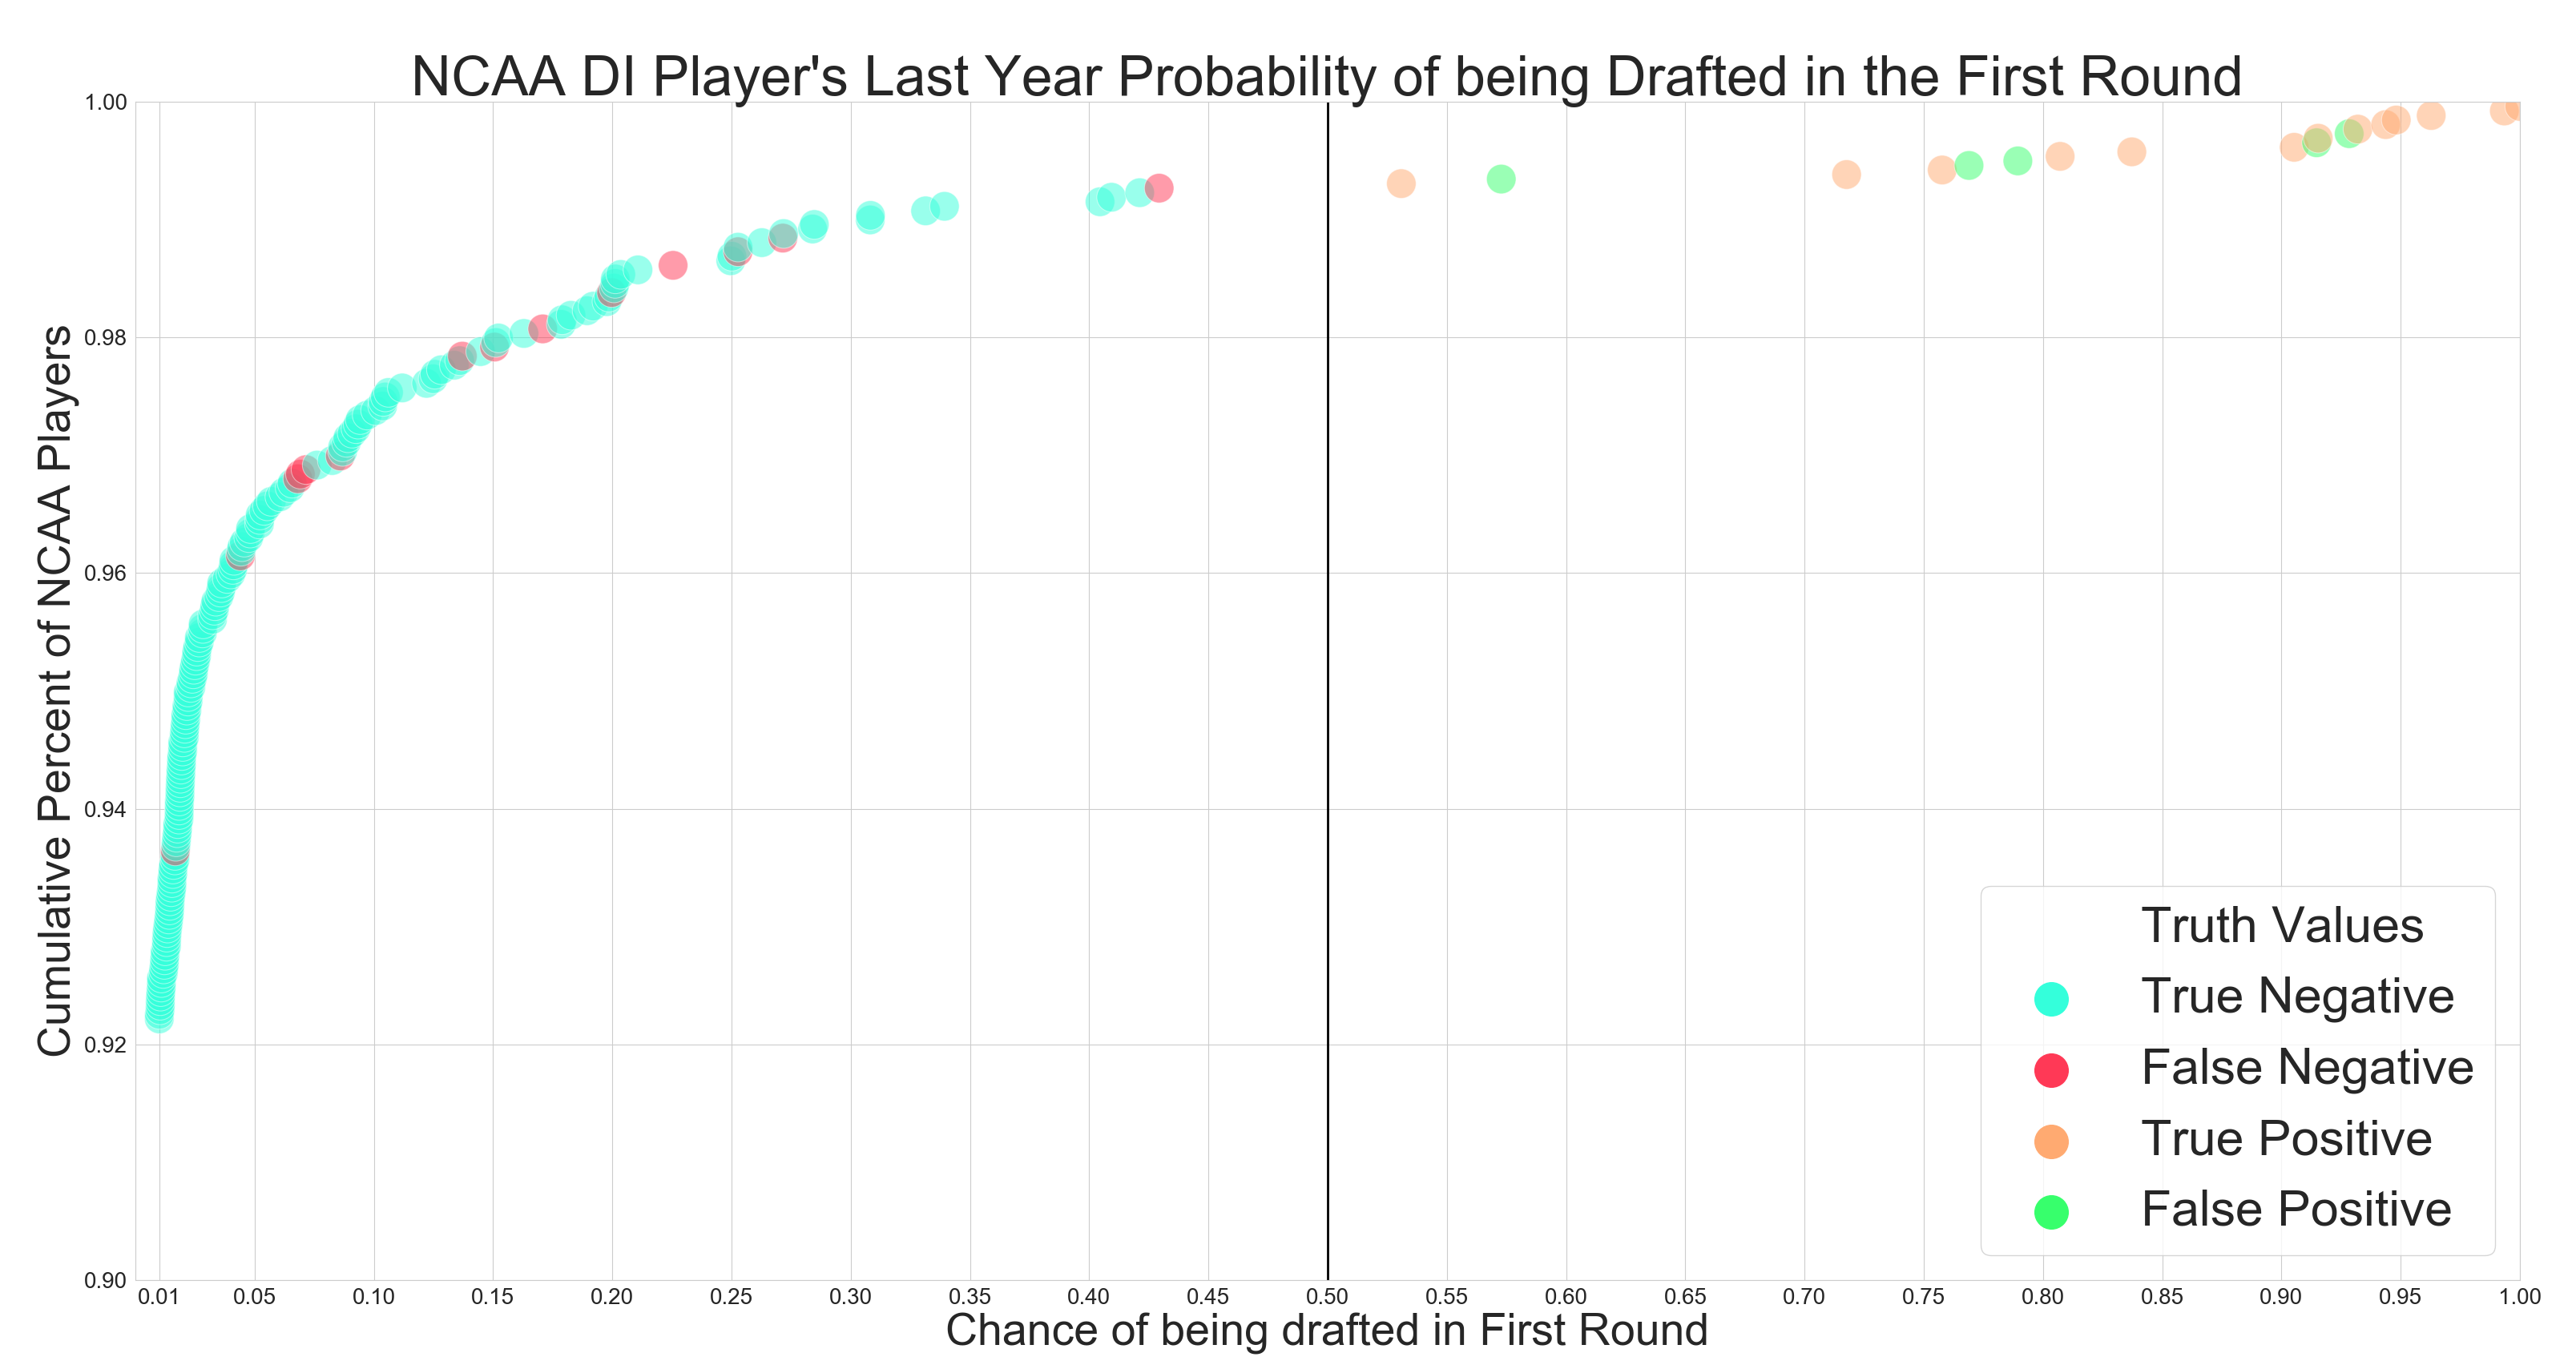 NCAA DI Player's Last Year Probability of being Drafted in the First Round
Cumulative Percent of NCAA Players
1.00
0.98
0.96
0.94
0.92
0.90
Truth Values
True Negative
False Negative
True Positive
False Positive
0.01 0.05 0.10 0.15 0.20 0.25 0.30 0.35 0.40 0.45 0.50 0.55 0.60 0.65 0.70 0.75 0.80 0.85 0.90 0.95 1.00
Chance of being drafted in First Round